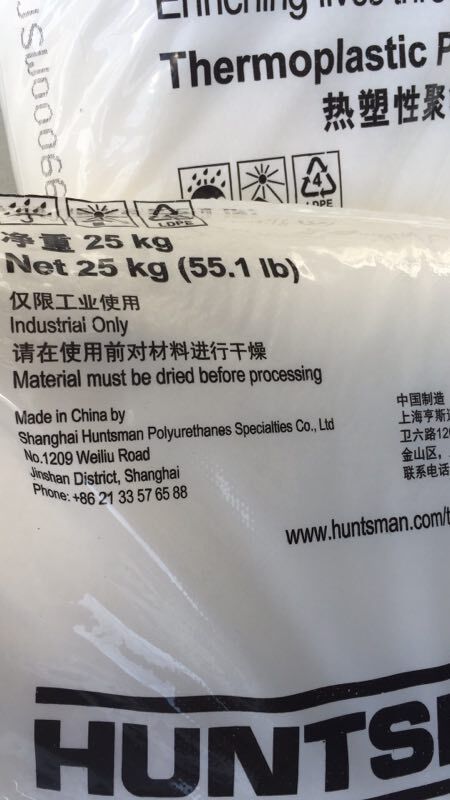 Enriching lives
Thermoplastic
热塑性聚
4
LDPE
LDPE
净重 25 kg
Net 25 kg (55.1 lb)
仅限工业使用
Industrial Only
请在使用前对材料进行干燥
Material must be dried before processing
Made in China by
Shanghai Huntsman Polyurethanes Specialties Co., Ltd
No.1209 Weiliu Road
Jinshan District, Shanghai
Phone: +86 21 33 57 65 88
中国制造
上海亨斯
卫六路12
金山区,
联系电话
www.huntsman.com/t
HUNTS